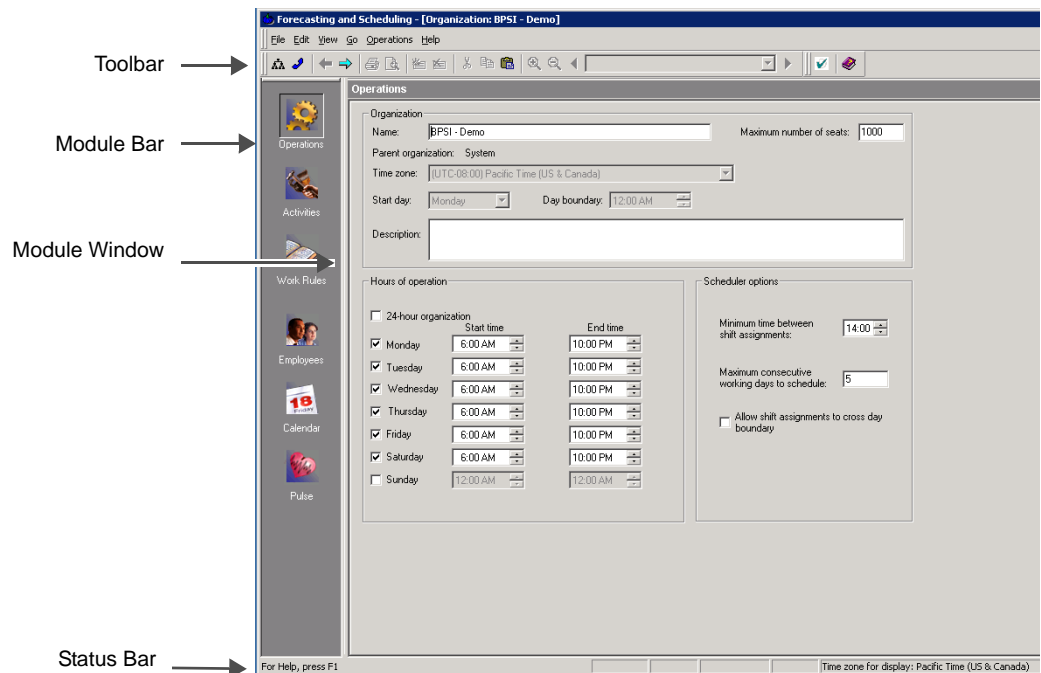 Forecasting and Scheduling - [Organization: BPSI - Demo]
File Edit View Go Operations Help
Toolbar
Operations
Module Bar
Operations
Activities
Module Window
Work Rules
Employees
18
Friday
Calendar
Pulse
Organization
Name: BPSI - Demo Maximum number of seats: 1000
Parent organization: System
Time zone: (UTC-08:00) Pacific Time (US & Canada)
Start day: Monday Day boundary: 12:00 AM
Description:
Hours of operation
24-hour organization
Start time End time
Monday 6:00 AM 10:00 PM
Tuesday 6:00 AM 10:00 PM
Wednesday 6:00 AM 10:00 PM
Thursday 6:00 AM 10:00 PM
Friday 6:00 AM 10:00 PM
Saturday 6:00 AM 10:00 PM
Sunday 12:00 AM 12:00 AM
Scheduler options
Minimum time between
shift assignments: 14:00
Maximum consecutive
working days to schedule: 5
Allow shift assignments to cross day
boundary
Status Bar
For Help, press F1 Time zone for display: Pacific Time (US & Canada)